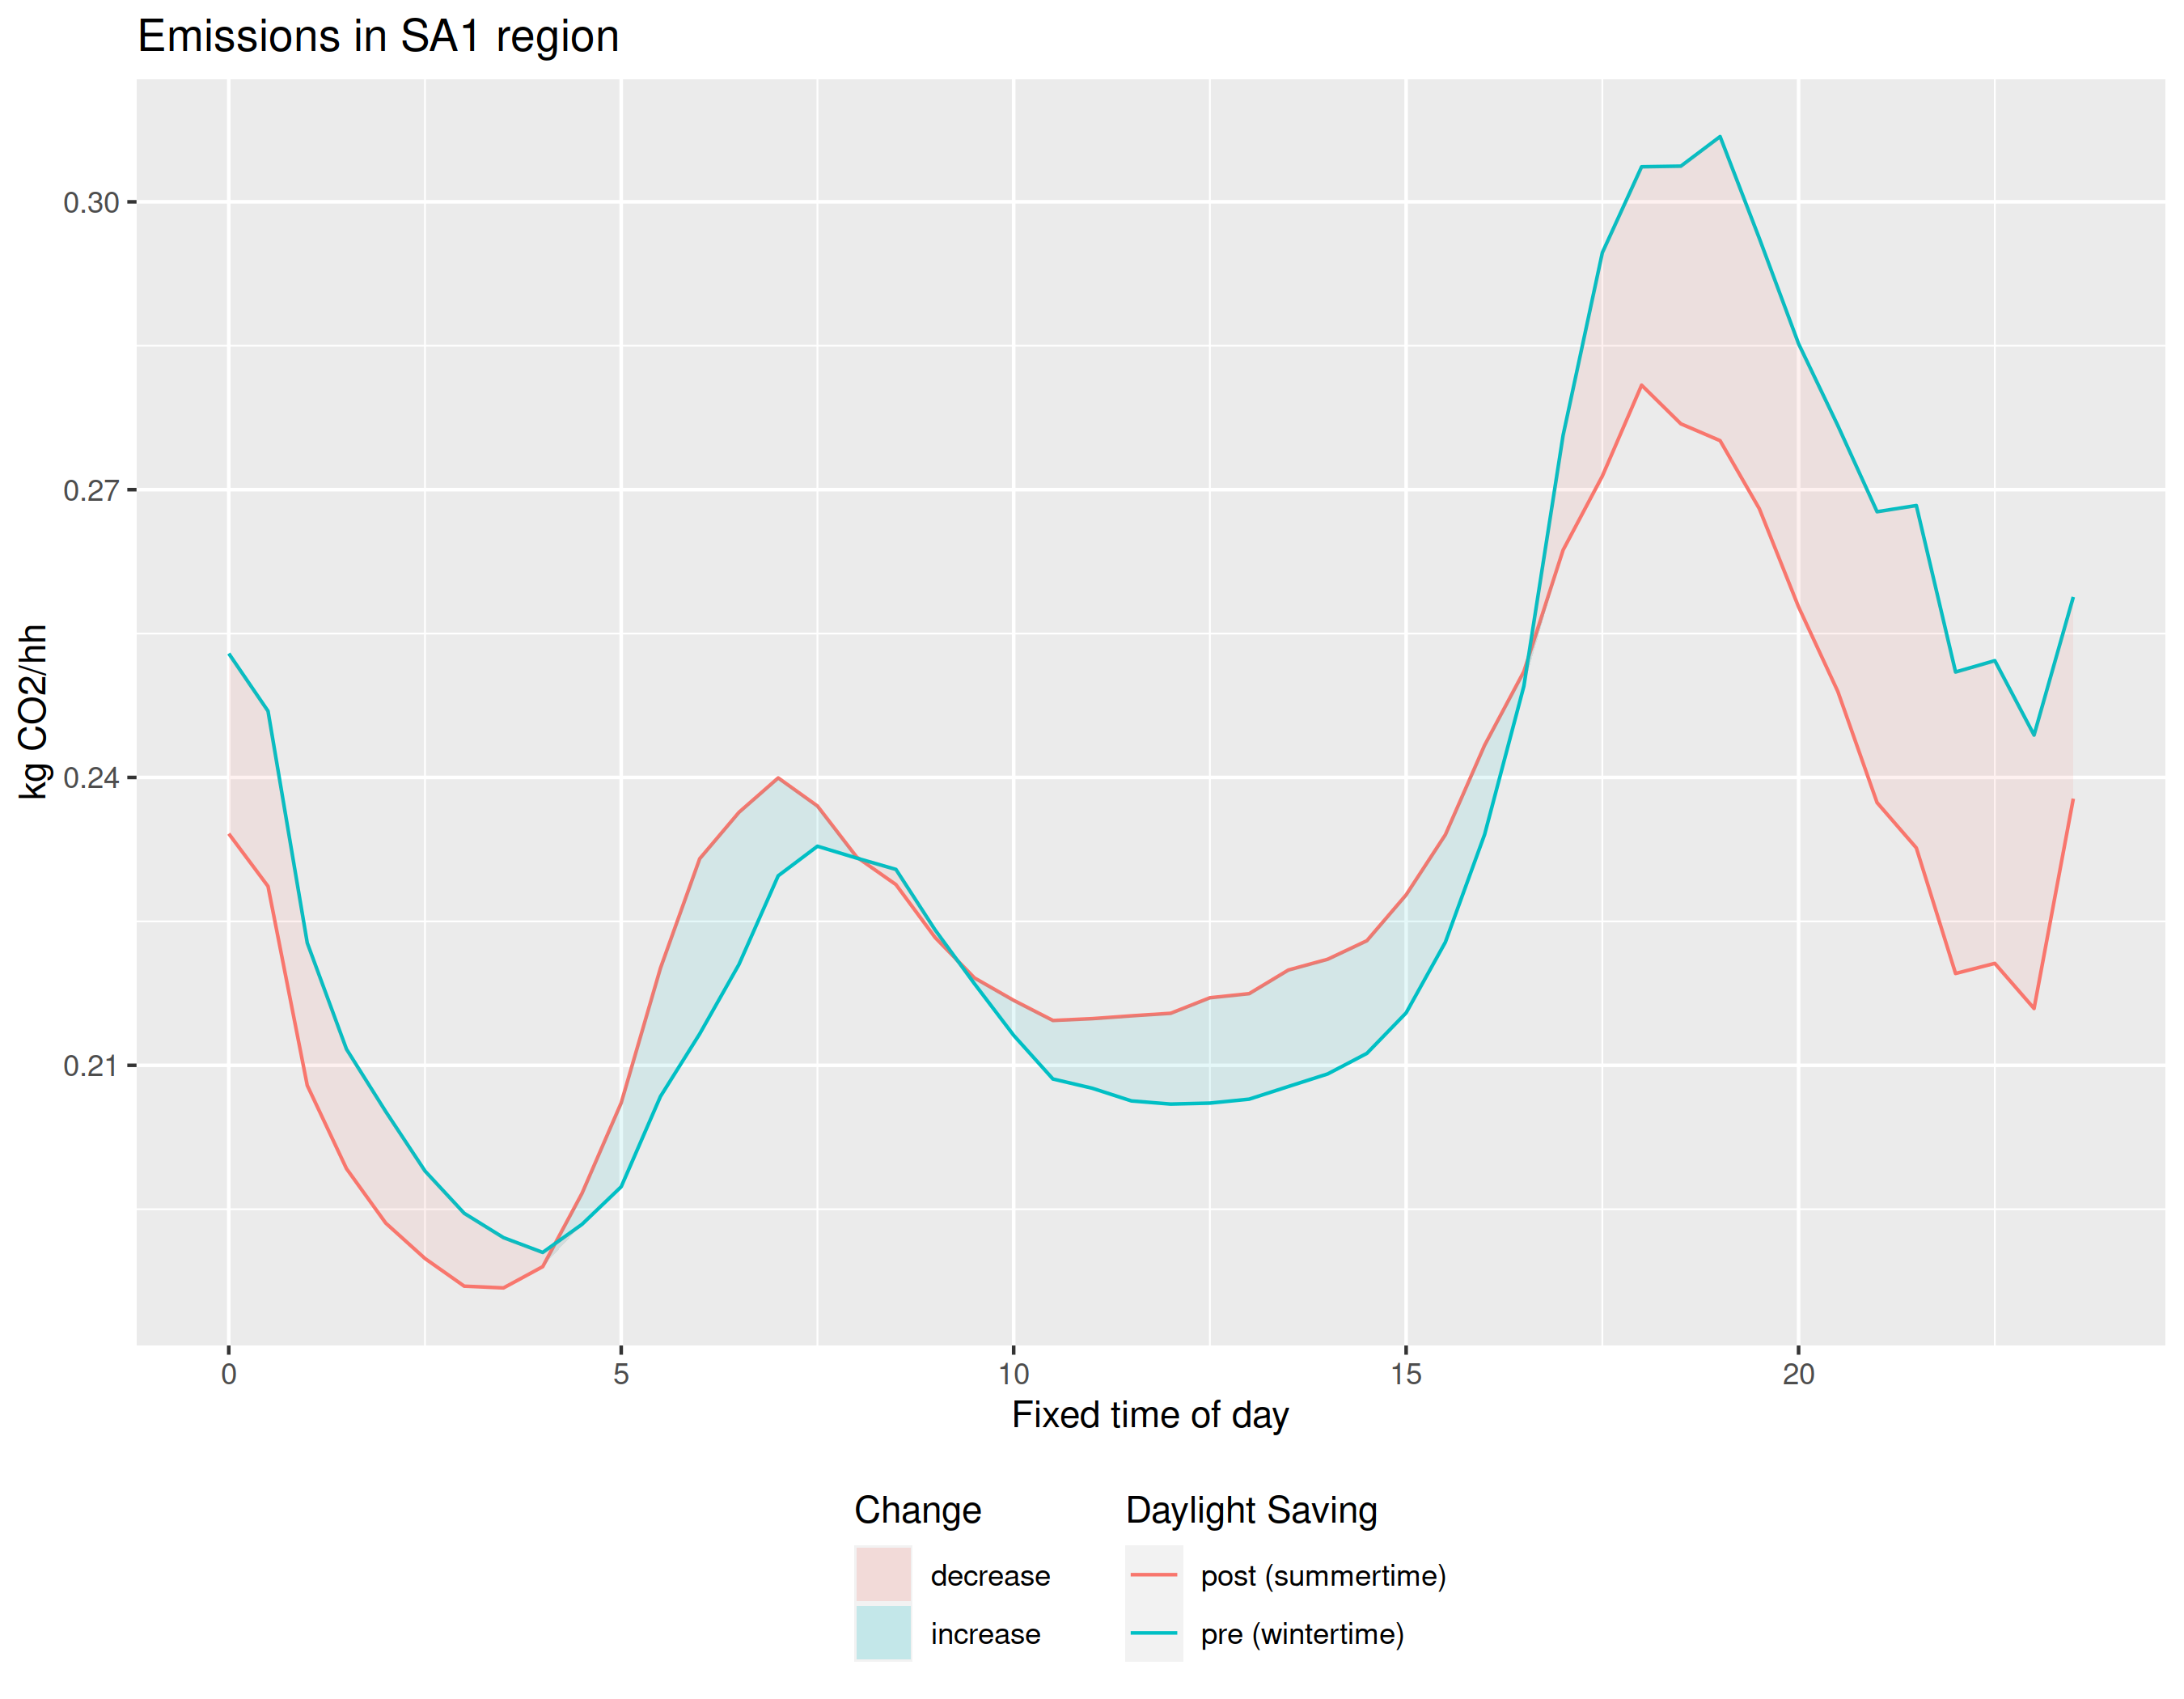 Emissions in SA1 region
kg CO2/hh
0.30
0.27
0.24
0.21
0 5 10 15 20
Fixed time of day
Change
decrease
increase
Daylight Saving
post (summertime)
pre (wintertime)